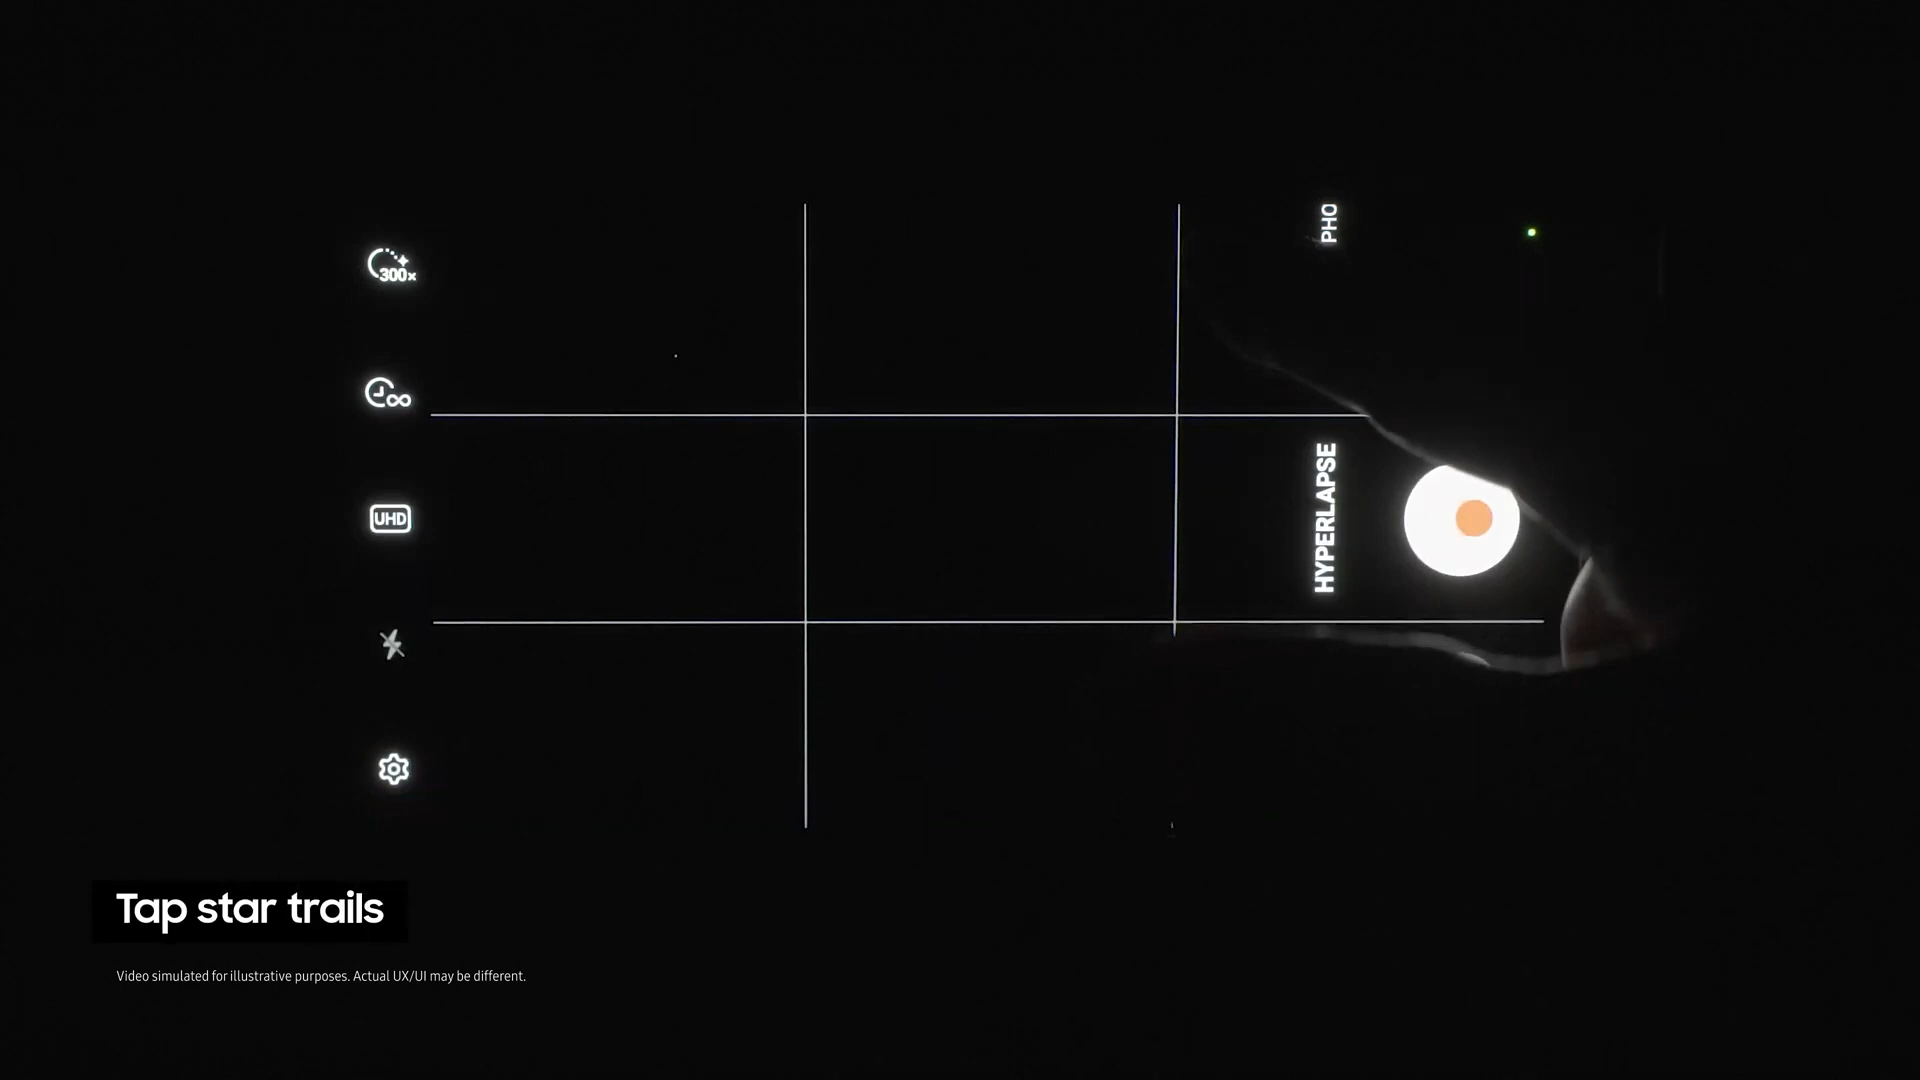 300x
UHD
PHO
HYPERLAPSE
Tap star trails
Video simulated for illustrative purposes. Actual UX/UI may be different.